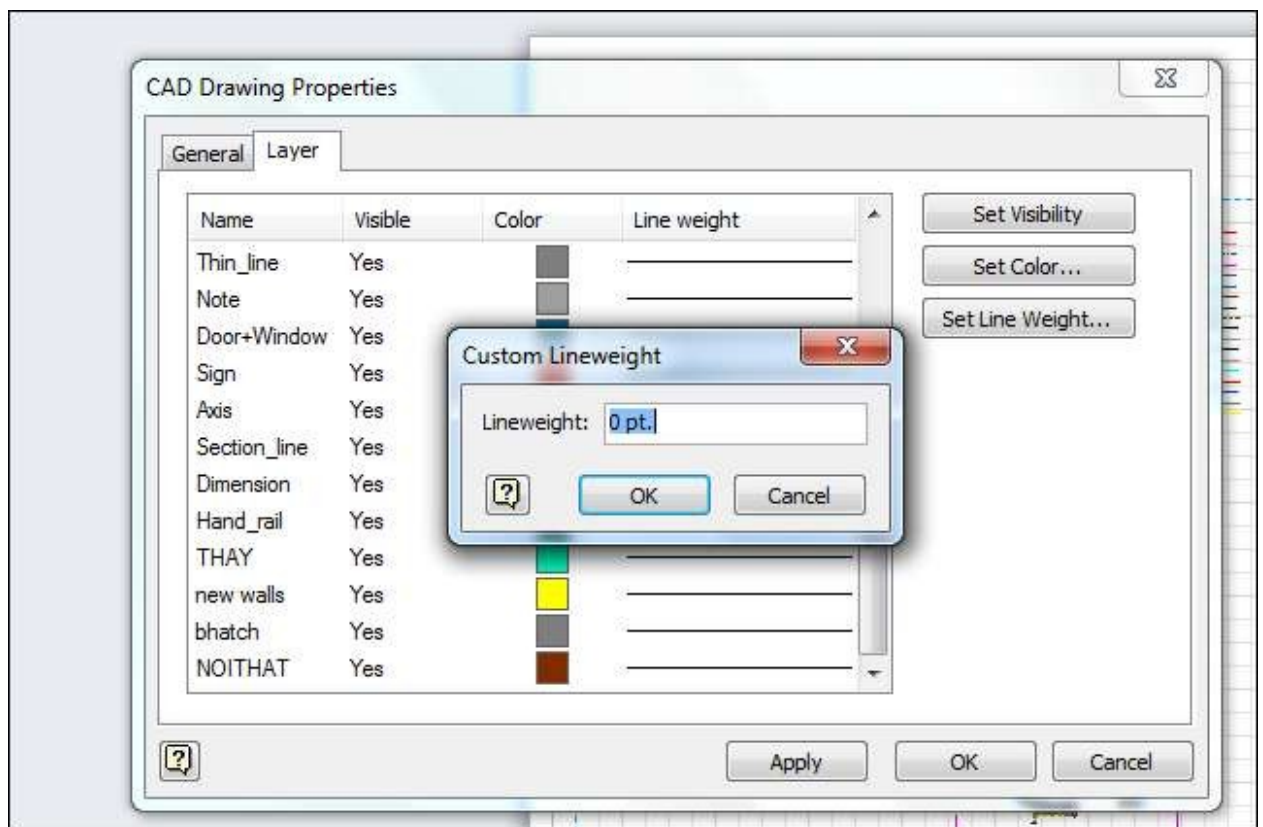 CAD Drawing Properties
General Layer
Name Visible Color Line weight
Thin_line Yes
Note Yes
Door+Window Yes
Sign Yes
Axis Yes
Section_line Yes
Dimension Yes
Hand_rail Yes
THAY Yes
new walls Yes
bhatch Yes
NOITHAT Yes
Set Visibility
Set Color...
Set Line Weight...
Custom Lineweight
Lineweight: 0 pt.
OK Cancel
Apply OK Cancel